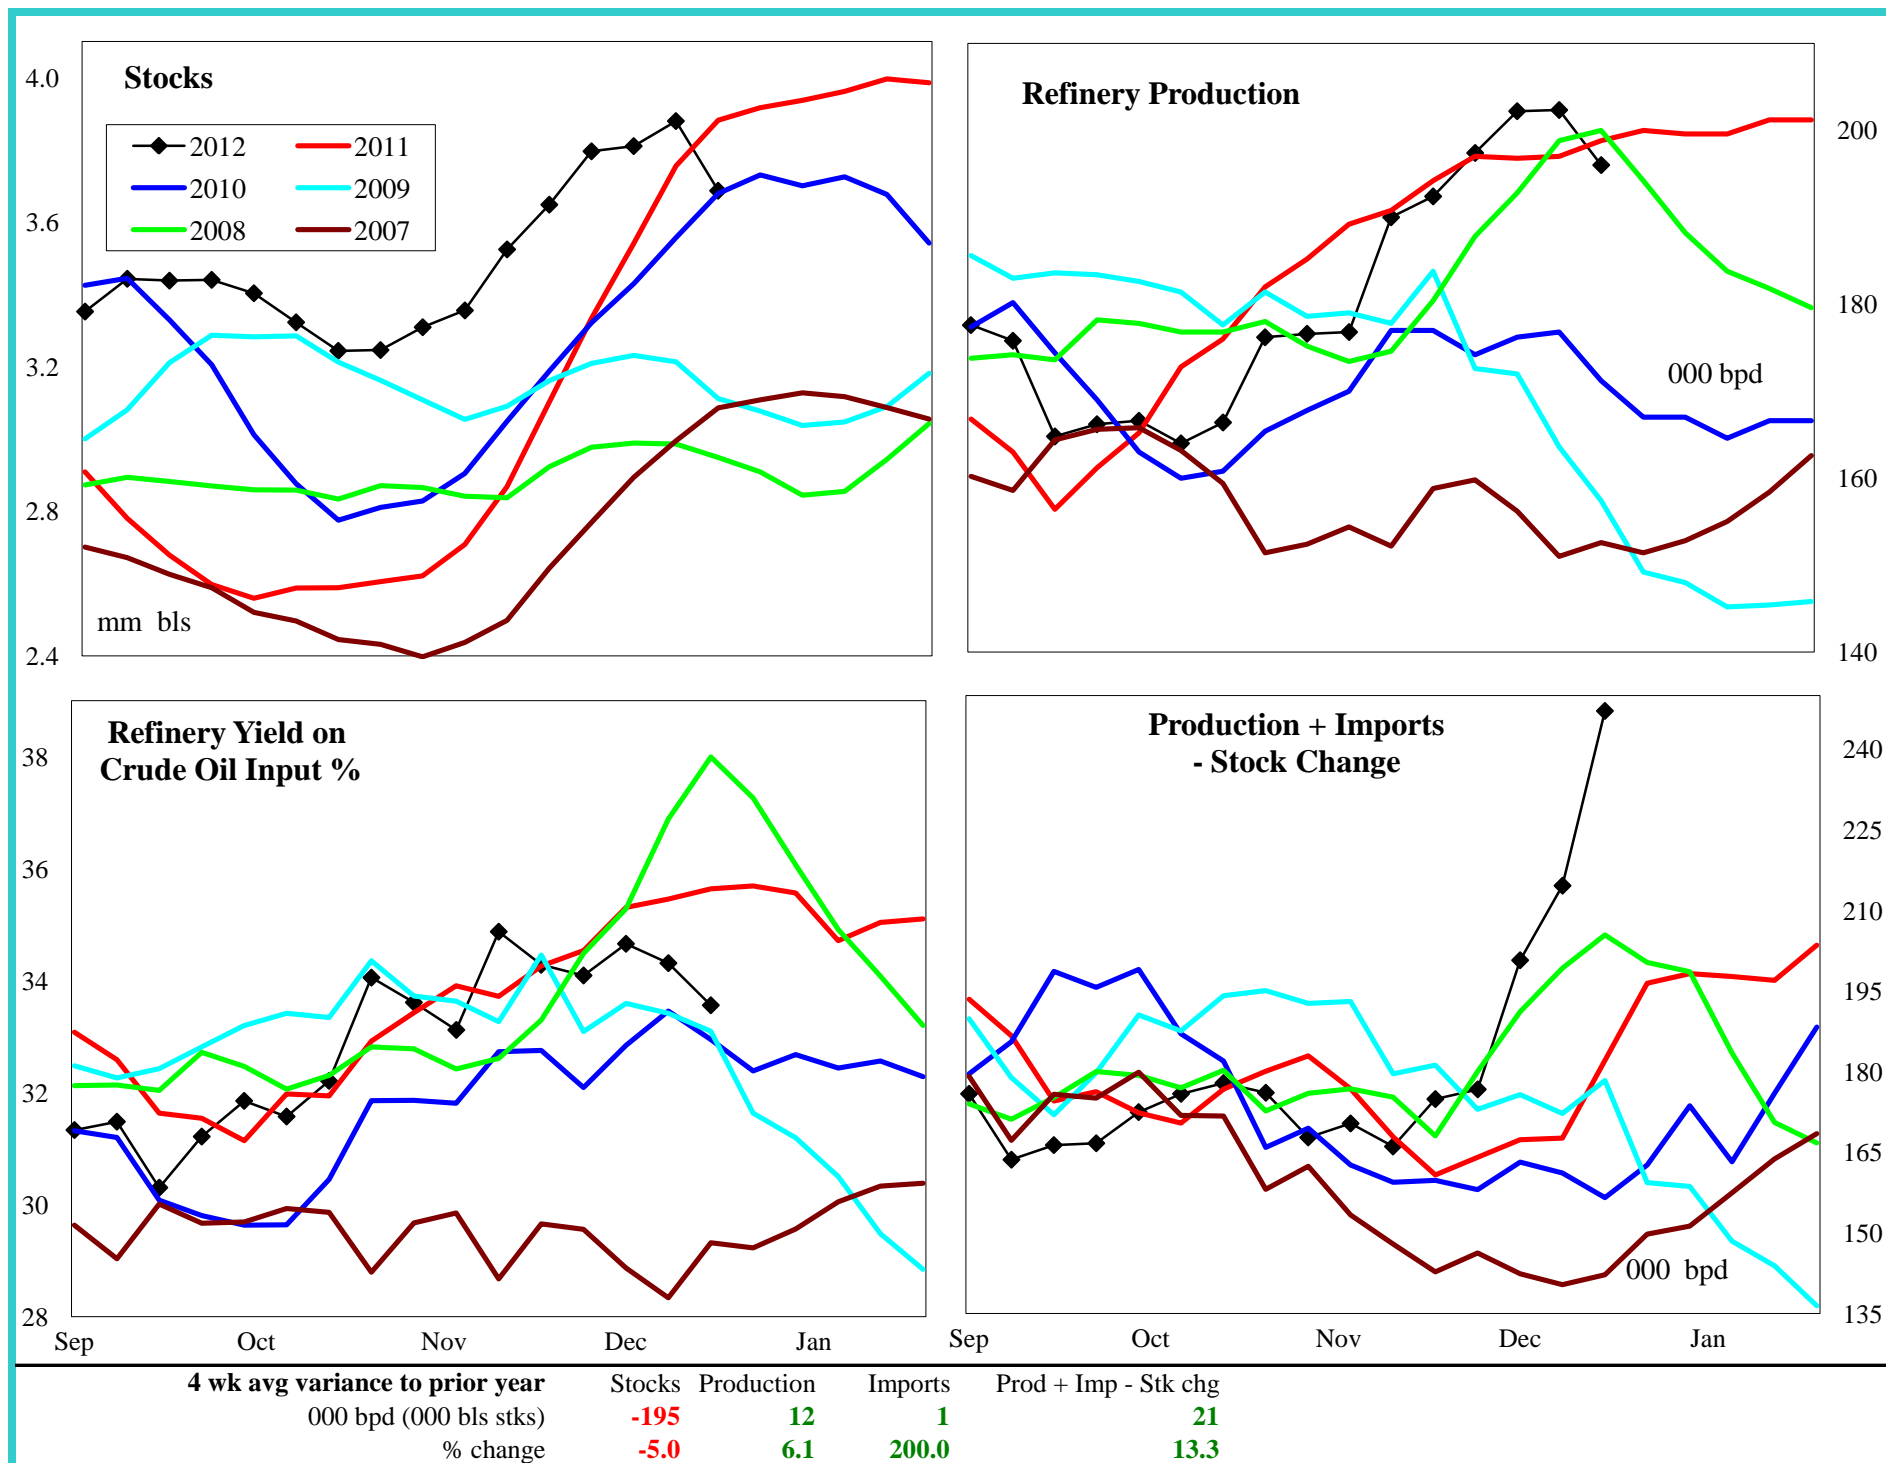 Stocks
4.0
3.6
3.2
2.8
2.4
2012 2011
2010 2009
2008 2007
mm bls
Refinery Production
200
180
160
140
000 bpd
Refinery Yield on
Crude Oil Input %
38
36
34
32
30
28
Sep Oct Nov Dec Jan
Production + Imports
- Stock Change
240
225
210
195
180
165
150
135
000 bpd
Sep Oct Nov Dec Jan
4 wk avg variance to prior year Stocks Production Imports Prod + Imp - Stk chg
000 bpd (000 bls stks) -195 12 1 21
% change -5.0 6.1 200.0 13.3